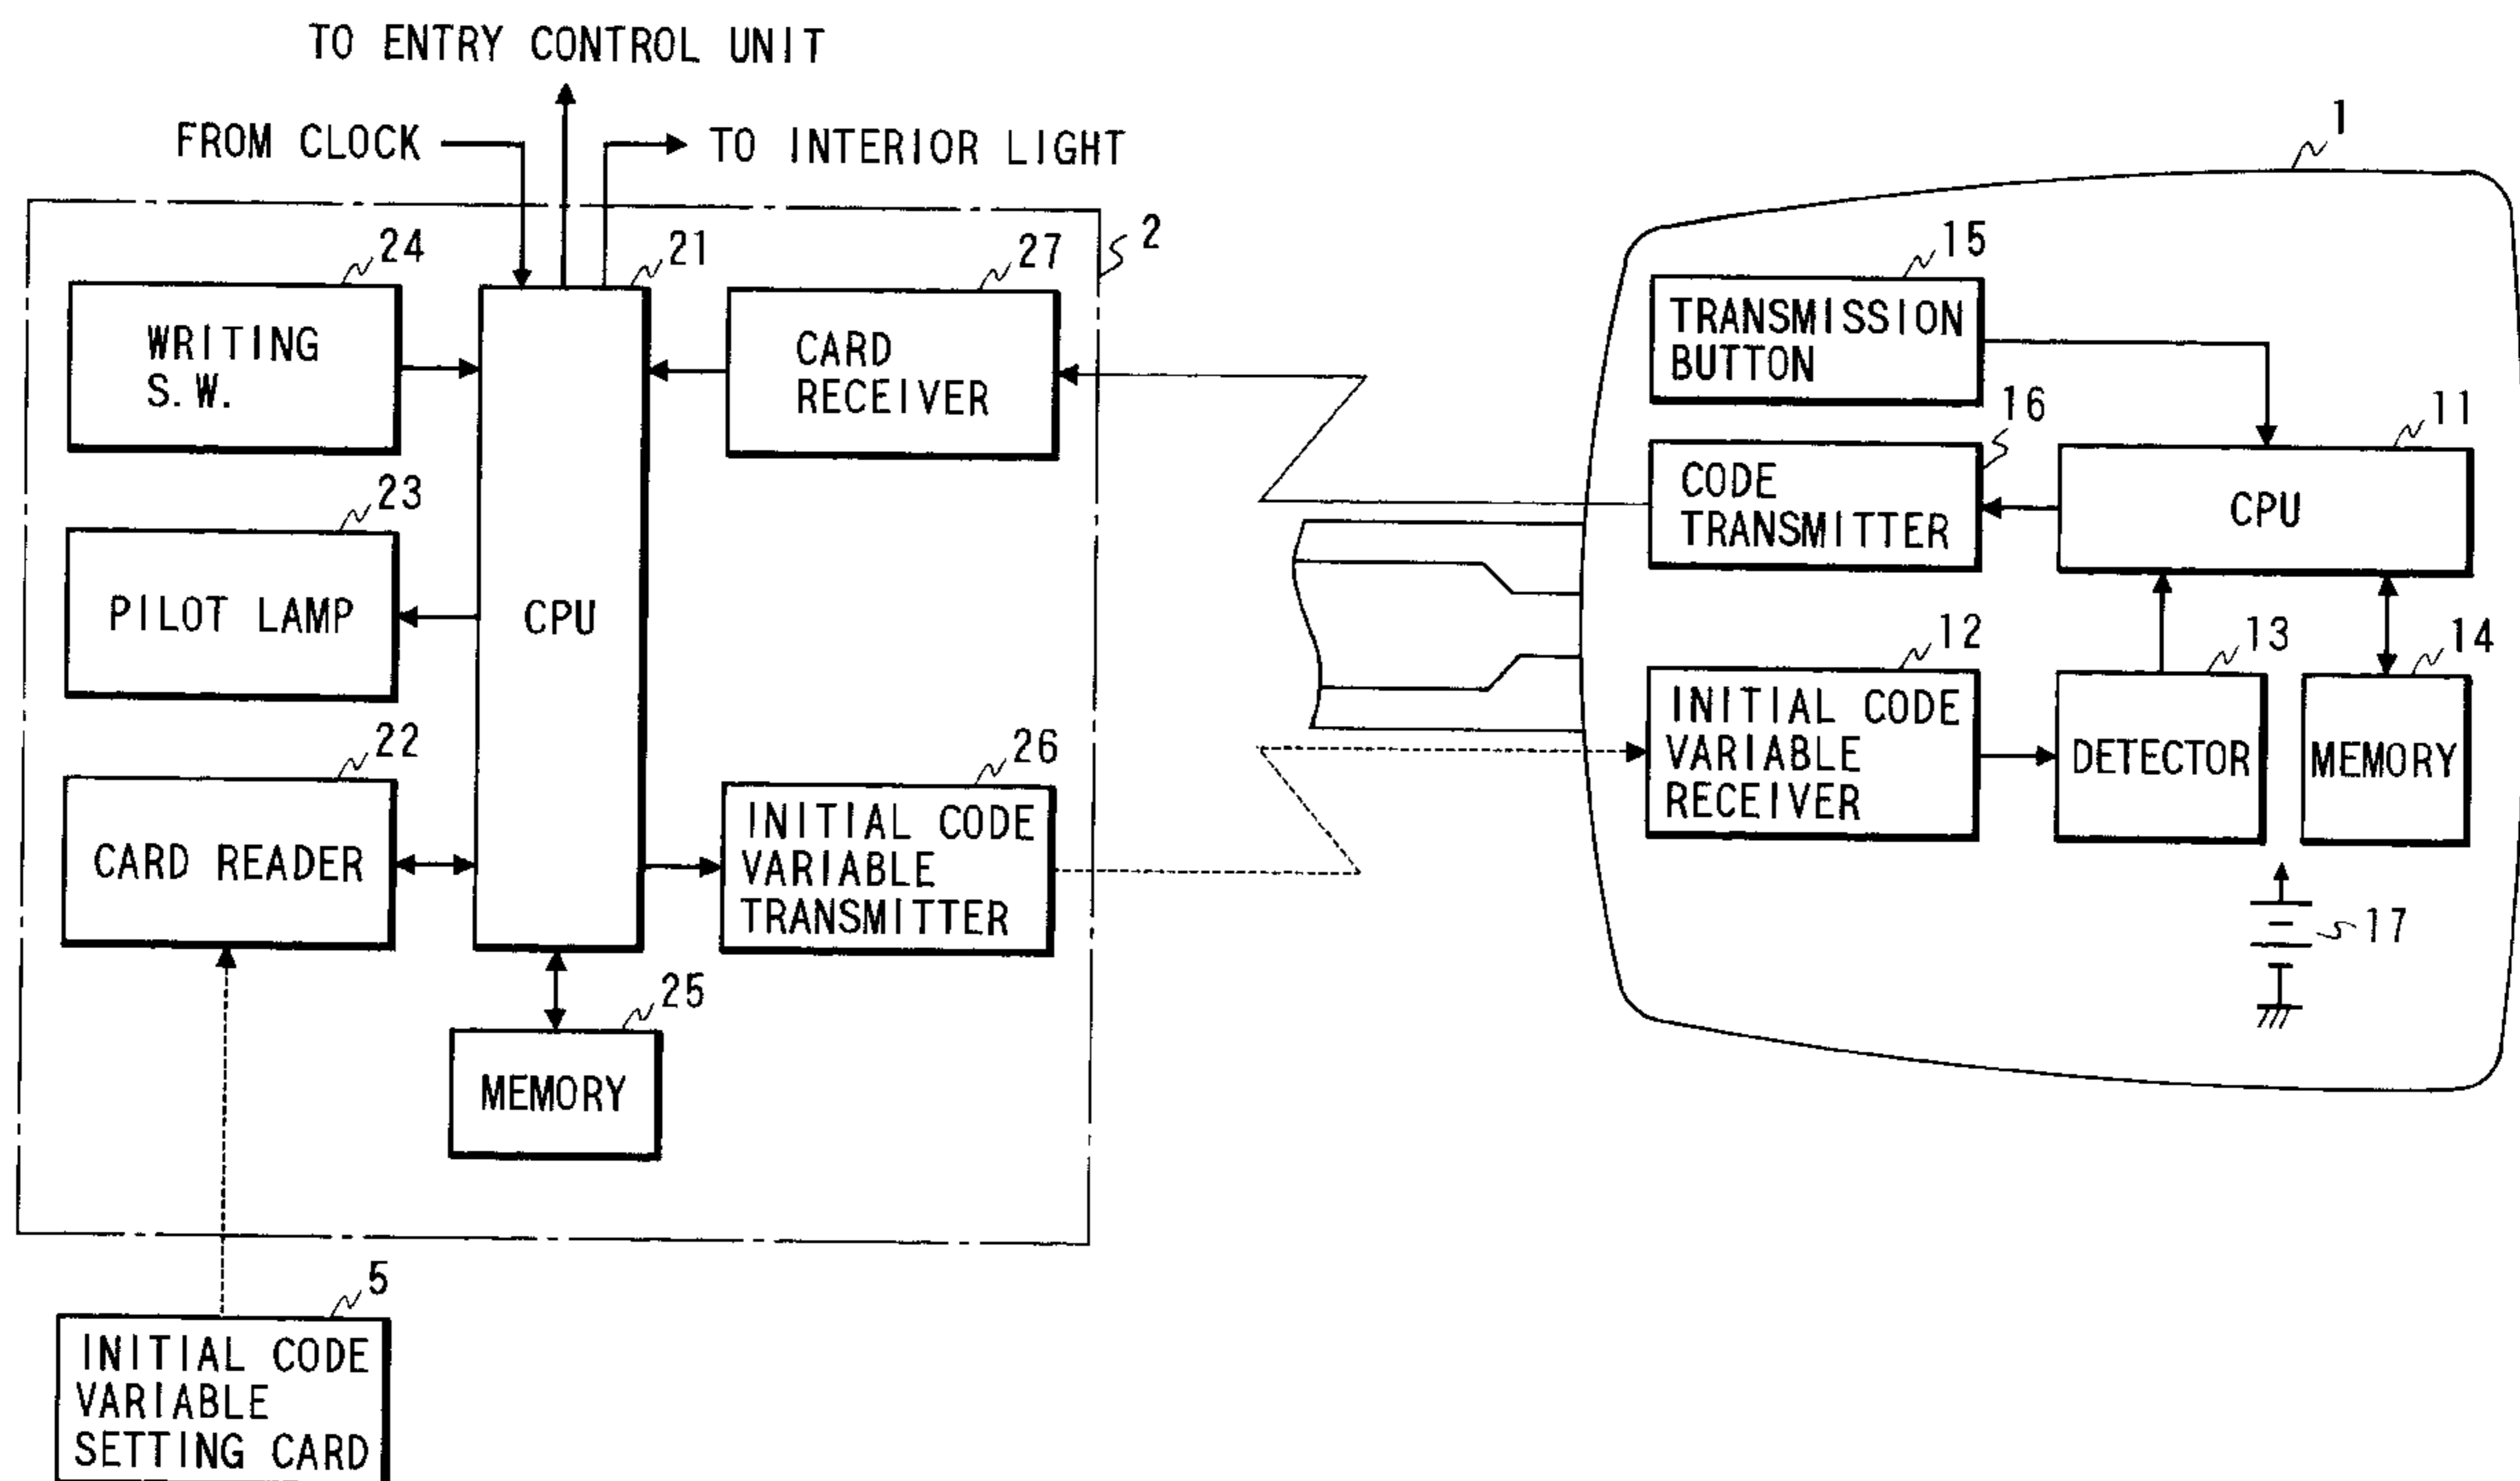 TO ENTRY CONTROL UNIT
FROM CLOCK
TO INTERIOR LIGHT
1
2
24
21
27
WRITING
S.W.
CARD
RECEIVER
15
TRANSMISSION
BUTTON
16
11
CODE
TRANSMITTER
CPU
23
PILOT LAMP
CPU
12
13
14
INITIAL CODE
VARIABLE
RECEIVER
DETECTOR
MEMORY
22
CARD READER
26
INITIAL CODE
VARIABLE
TRANSMITTER
17
25
MEMORY
5
INITIAL CODE
VARIABLE
SETTING CARD